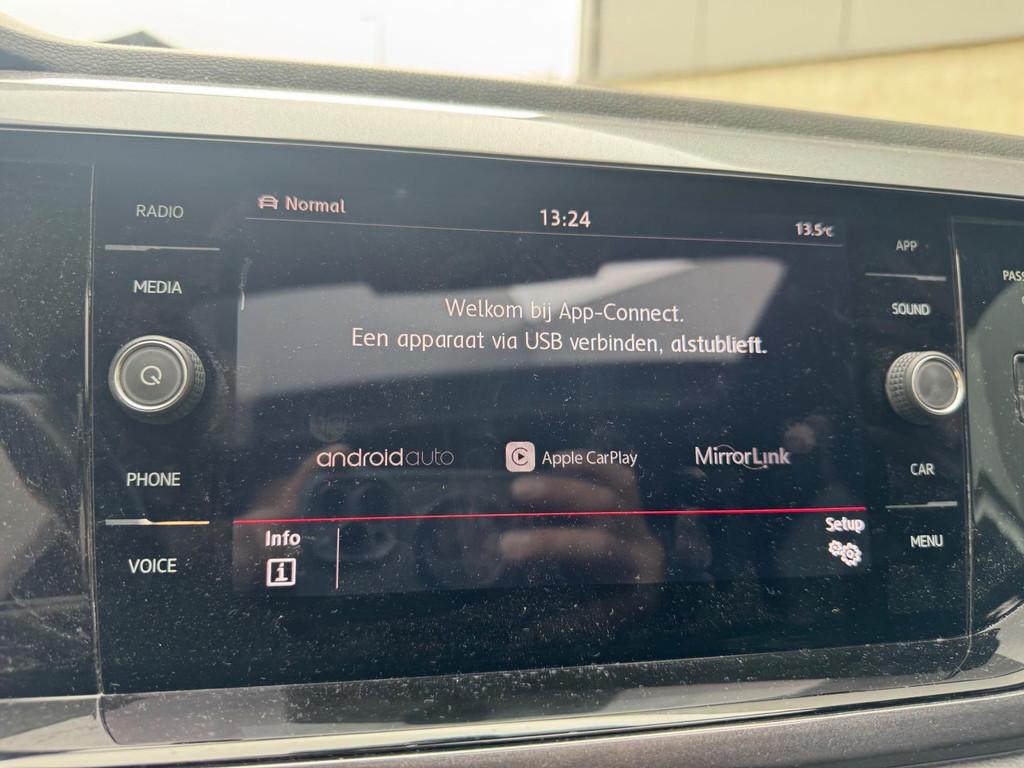 RADIO
MEDIA
PHONE
VOICE
Normal
13:24
13.5°C
Welkom bij App-Connect.
Een apparaat via USB verbinden, alstublieft.
androidauto
Apple CarPlay
MirrorLink
Info
Setup
APP
SOUND
CAR
MENU